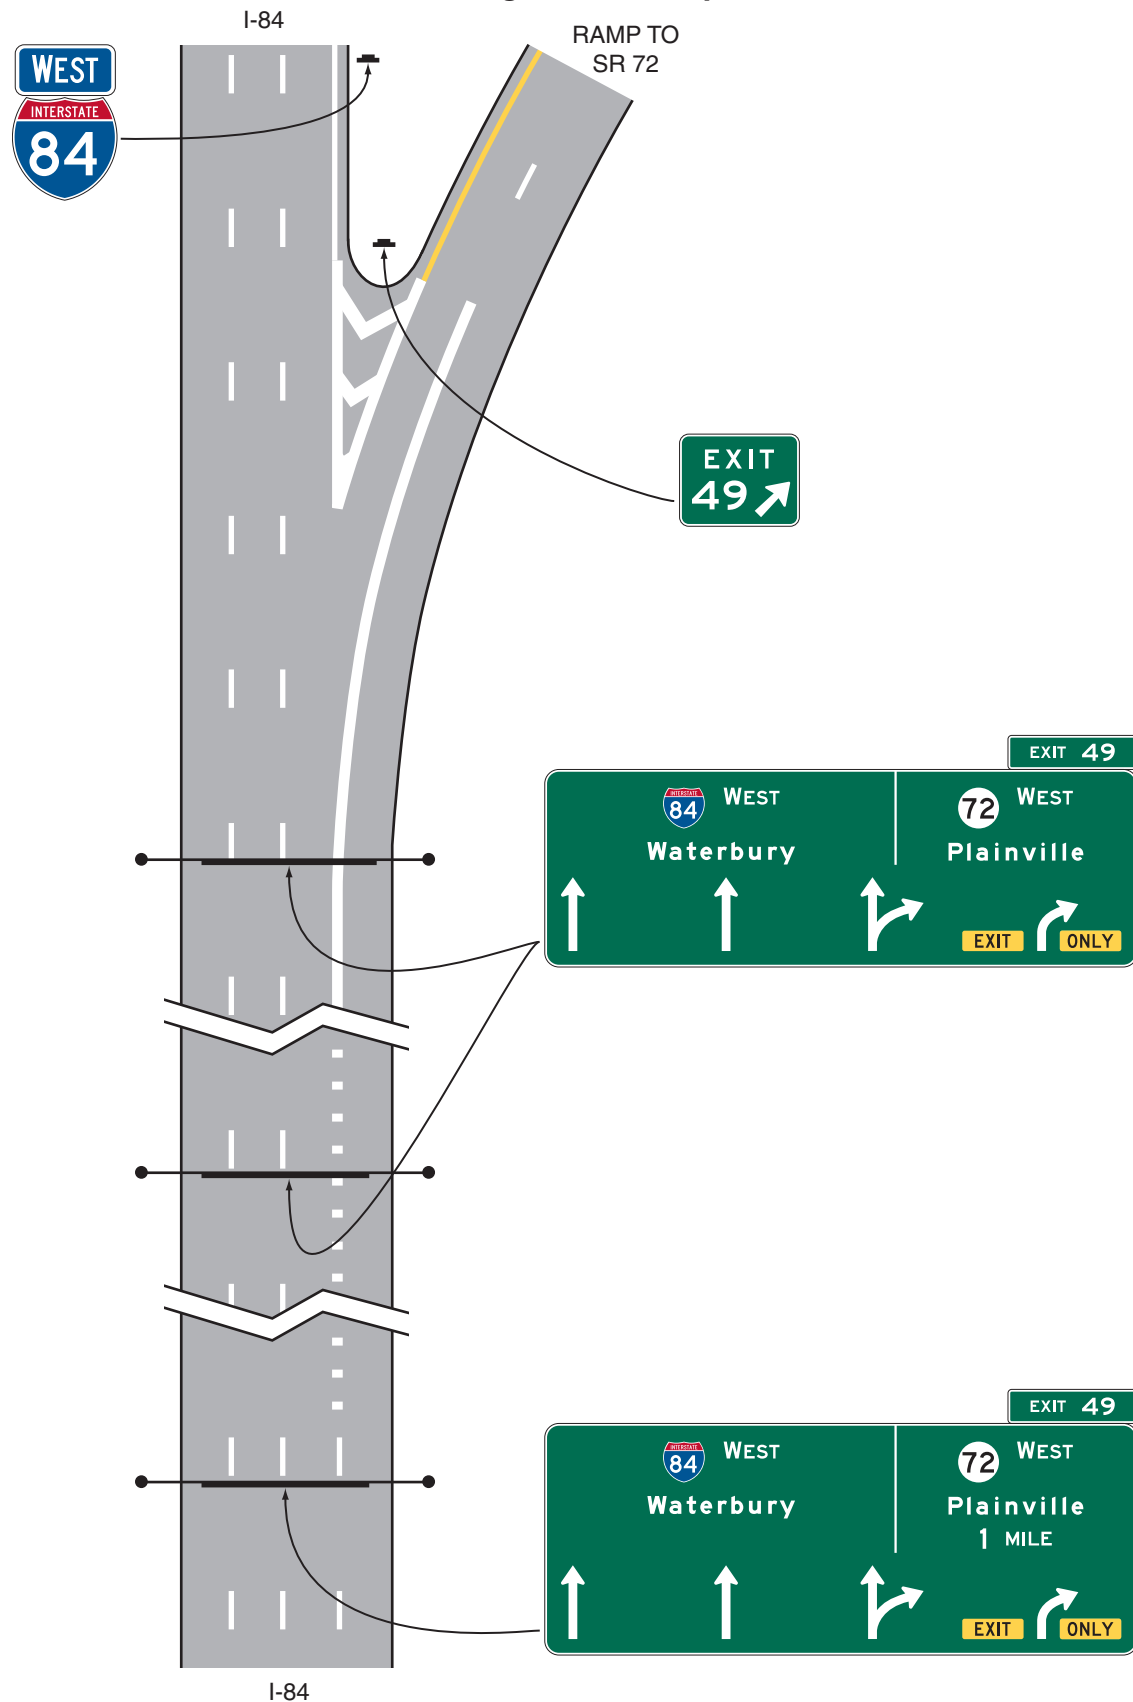 I-84
RAMP TO
SR 72
WEST
INTERSTATE
84
EXIT
49
EXIT 49
INTERSTATE
84
WEST
Waterbury
72
WEST
Plainville
EXIT
ONLY
EXIT 49
INTERSTATE
84
WEST
Waterbury
72
WEST
Plainville
1 MILE
EXIT
ONLY
I-84